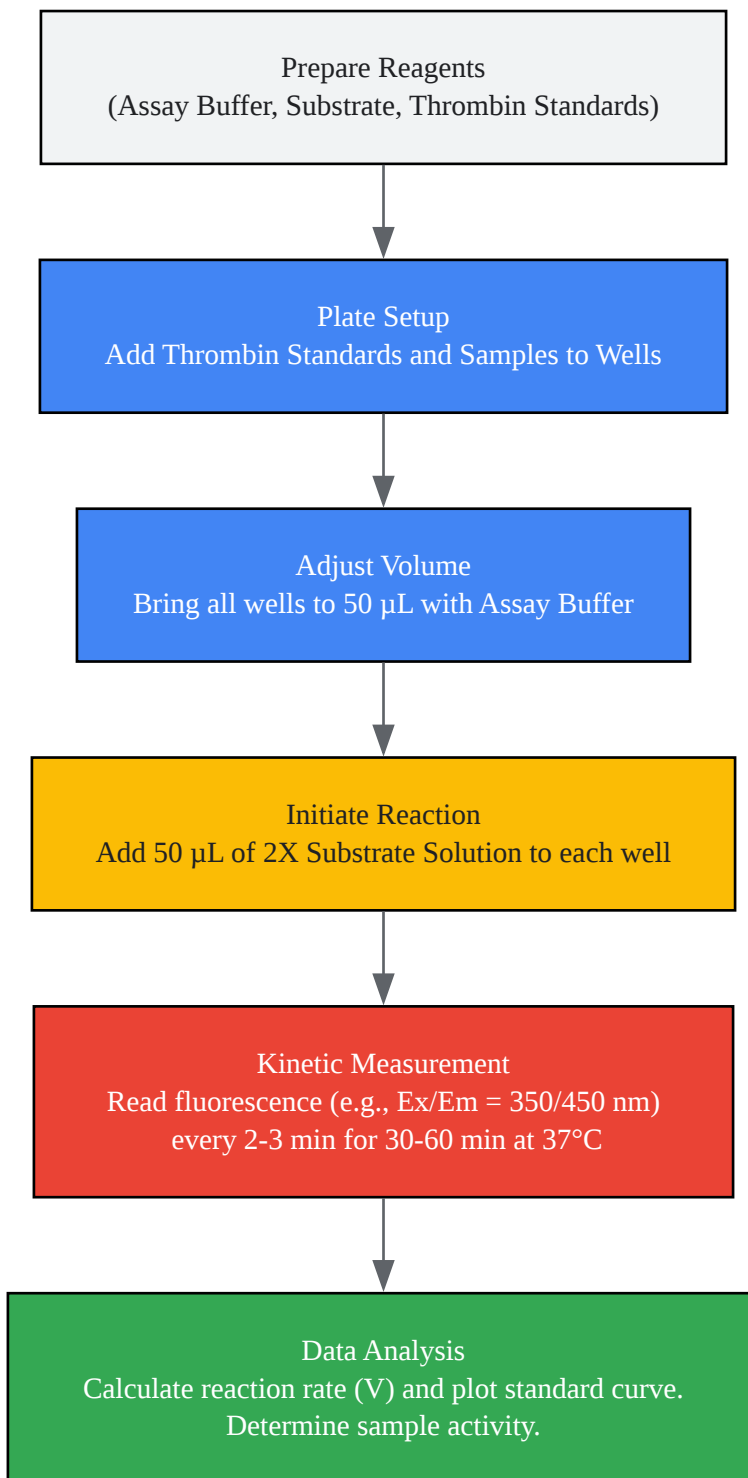 Prepare Reagents
(Assay Buffer, Substrate, Thrombin Standards)
Plate Setup
Add Thrombin Standards and Samples to Wells
Adjust Volume
Bring all wells to 50 µL with Assay Buffer
Initiate Reaction
Add 50 µL of 2X Substrate Solution to each well
Kinetic Measurement
Read fluorescence (e.g., Ex/Em = 350/450 nm)
every 2-3 min for 30-60 min at 37°C
Data Analysis
Calculate reaction rate (V) and plot standard curve.
Determine sample activity.